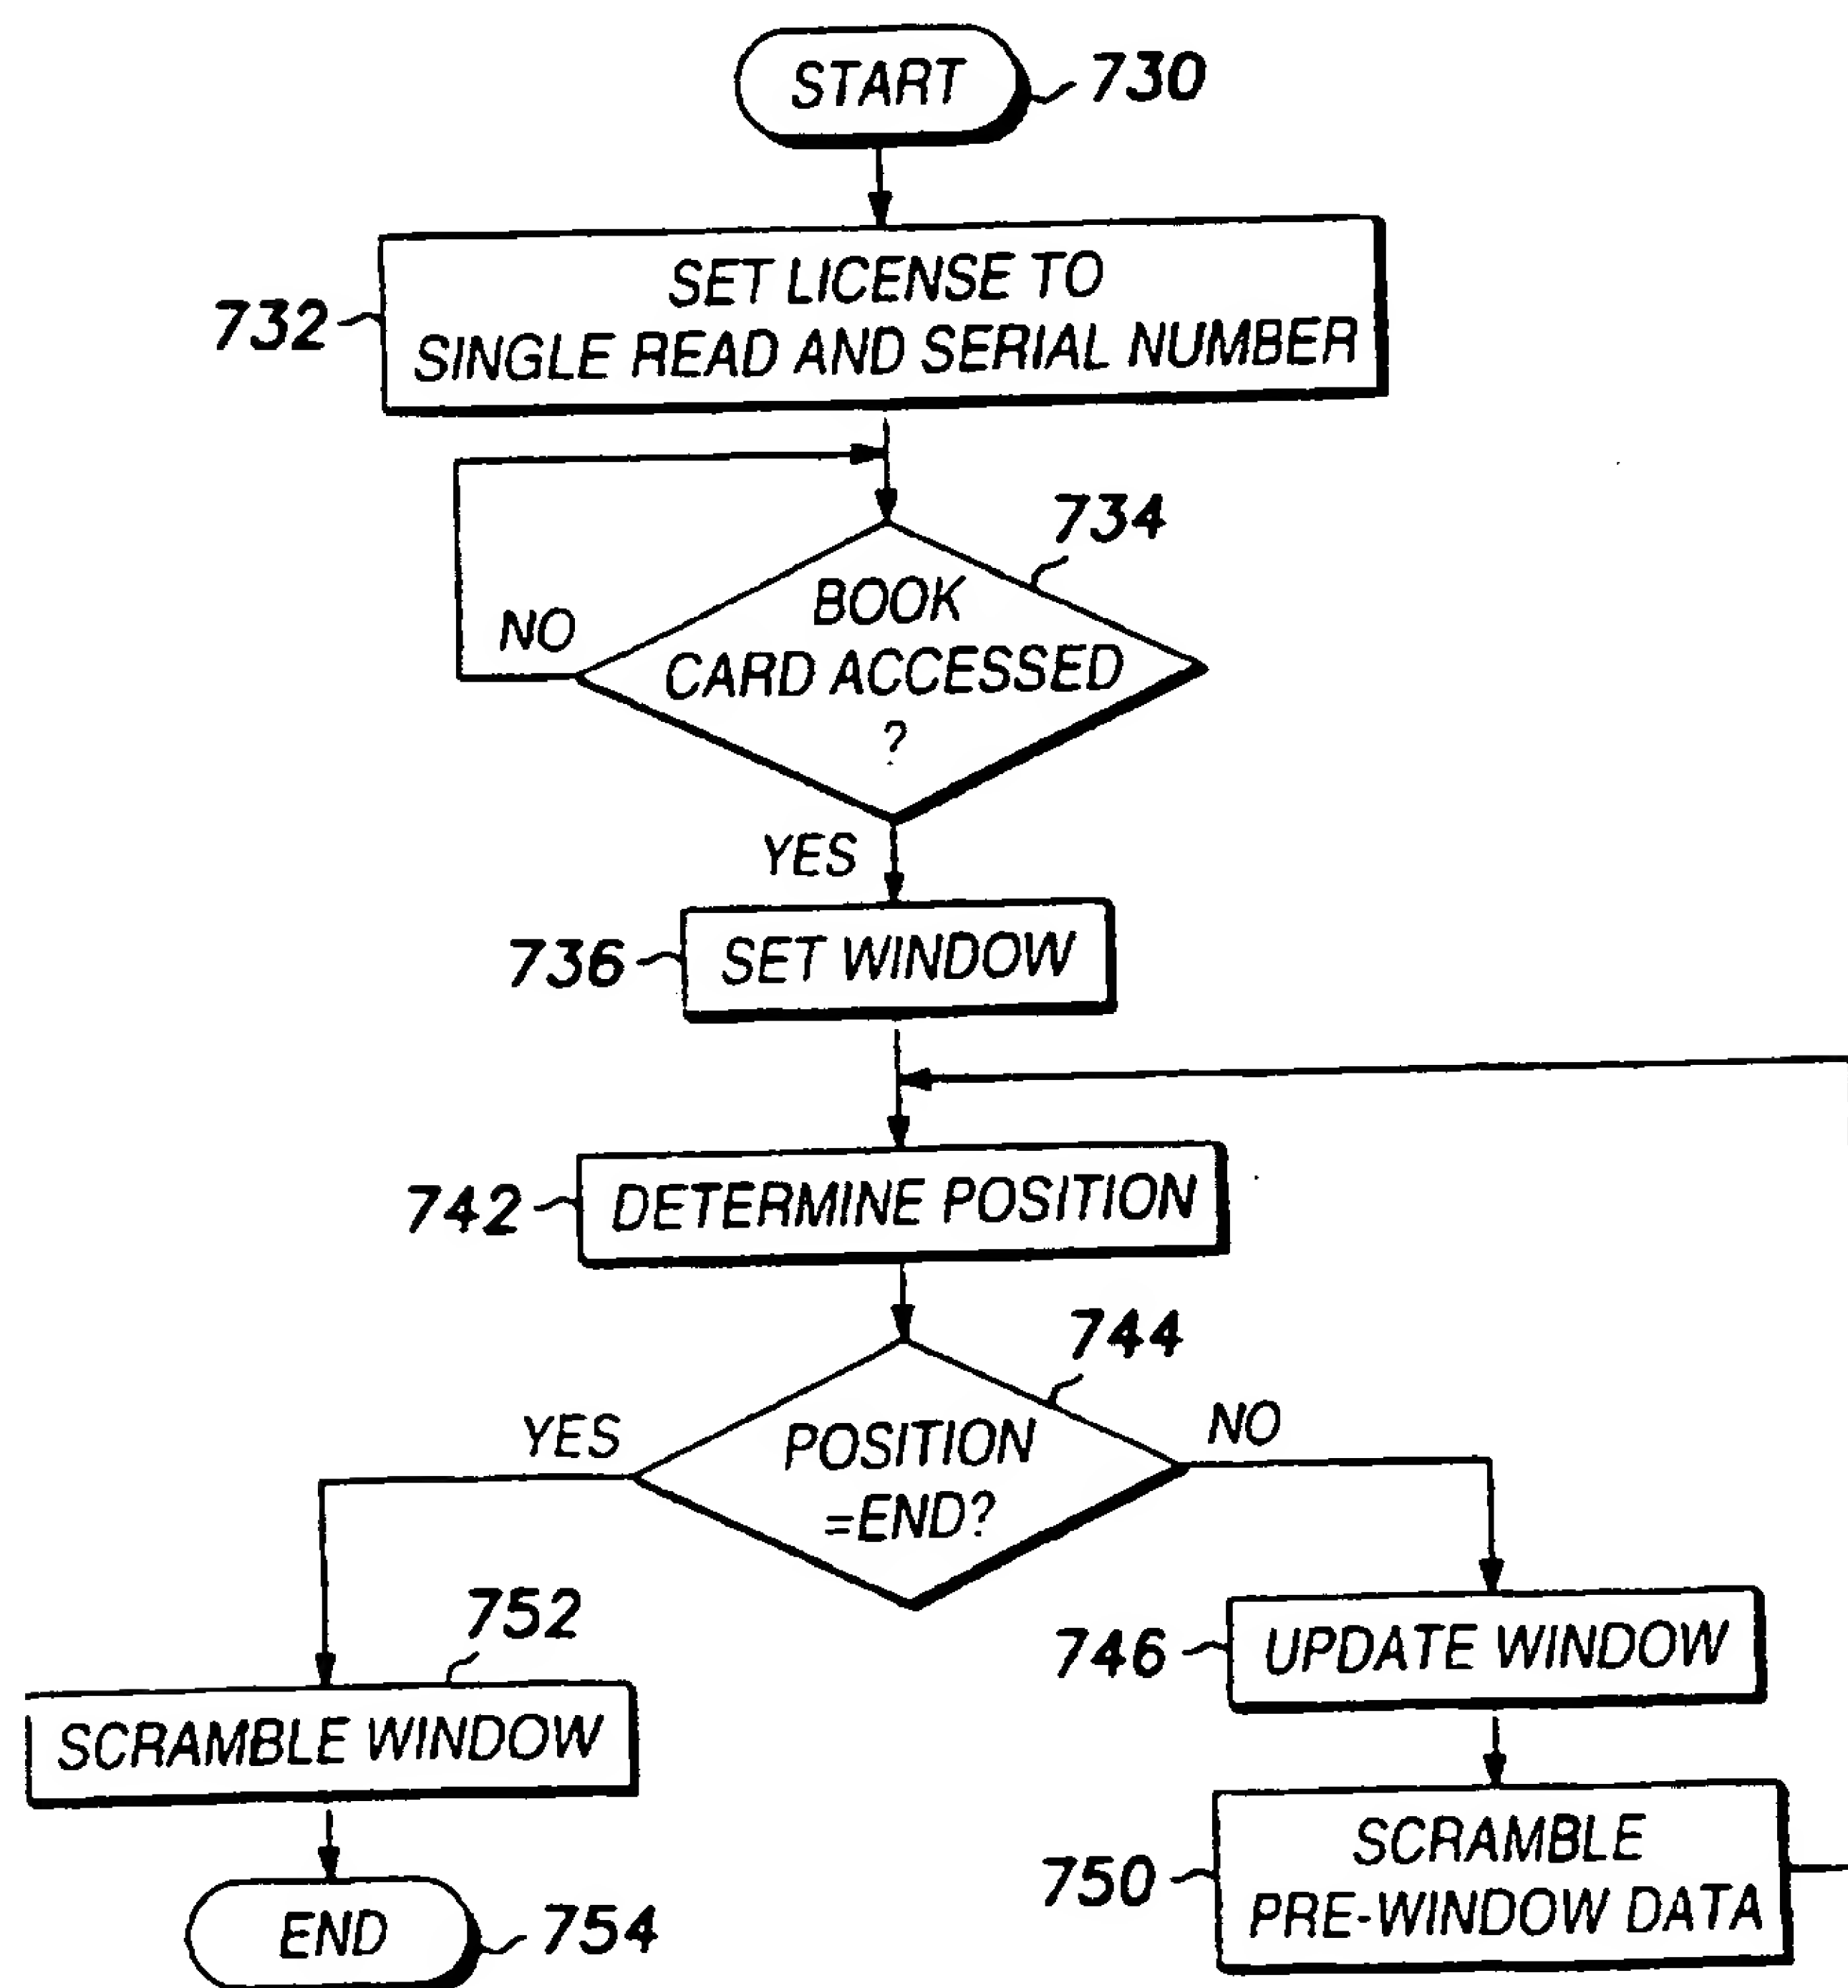 START
730
732
SET LICENSE TO
SINGLE READ AND SERIAL NUMBER
734
BOOK
CARD ACCESSED
?
NO
YES
736
SET WINDOW
742
DETERMINE POSITION
744
POSITION
=END?
YES
NO
752
SCRAMBLE WINDOW
746
UPDATE WINDOW
750
SCRAMBLE
PRE-WINDOW DATA
END
754